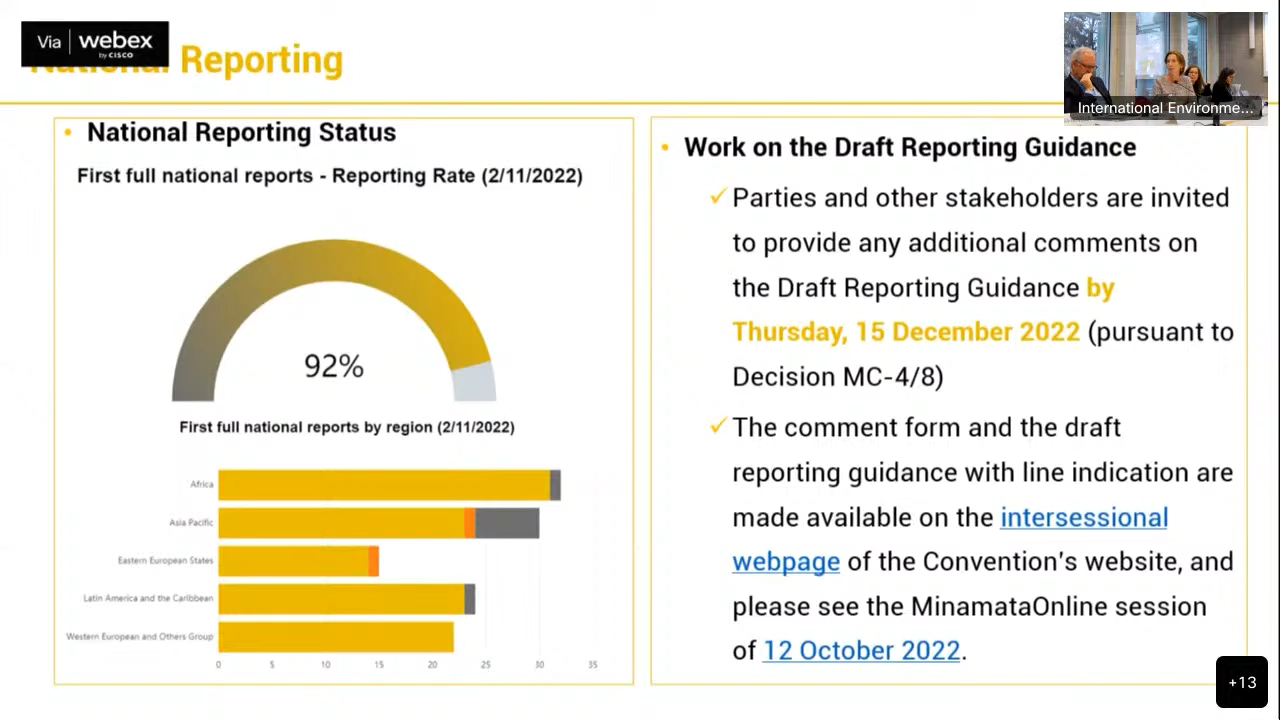 Via webex
by CISCO
National Reporting
International Environme...
• National Reporting Status
First full national reports - Reporting Rate (2/11/2022)
92%
First full national reports by region (2/11/2022)
Africa
Asia Pacific
Eastern European States
Latin America and the Caribbean
Western European and Others Group
0 5 10 15 20 25 30 35
• Work on the Draft Reporting Guidance
✓ Parties and other stakeholders are invited
to provide any additional comments on
the Draft Reporting Guidance by
Thursday, 15 December 2022 (pursuant to
Decision MC-4/8)
✓ The comment form and the draft
reporting guidance with line indication are
made available on the intersessional
webpage of the Convention's website, and
please see the MinamataOnline session
of 12 October 2022.
+13